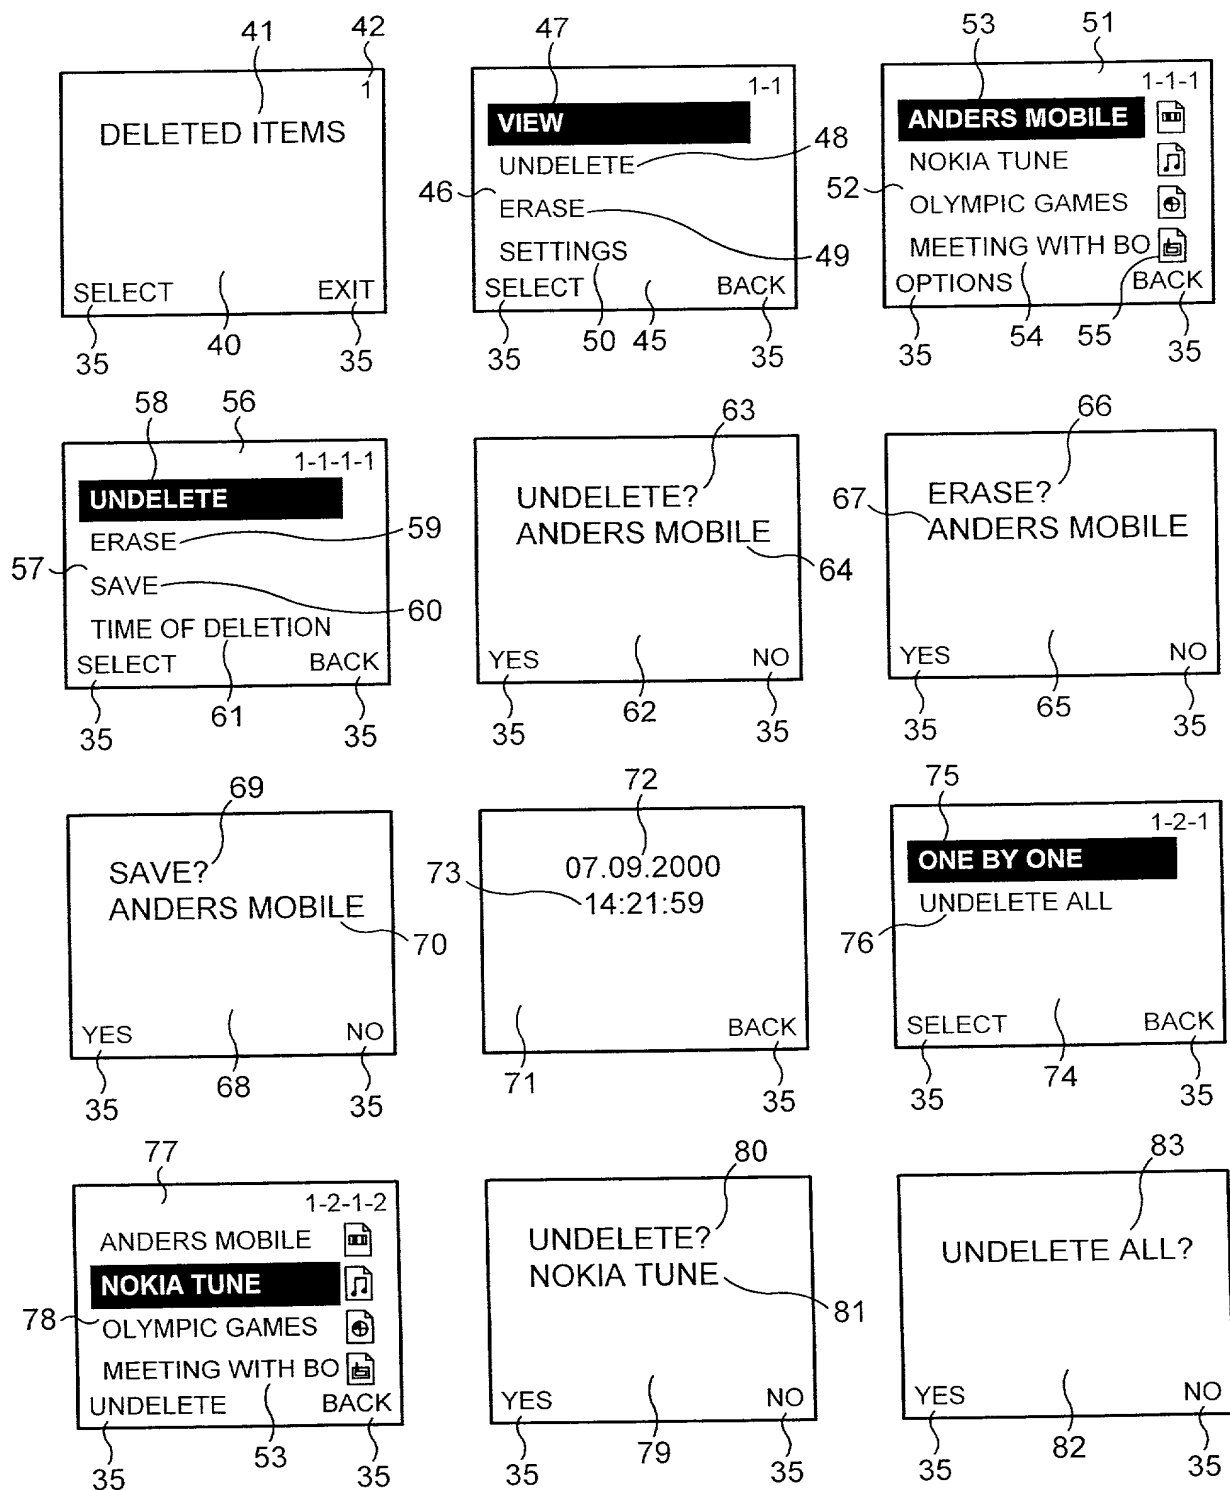 41 42
1
DELETED ITEMS
SELECT EXIT
35 40 35
47
1-1
VIEW
UNDELETE 48
46
ERASE
49
SETTINGS
SELECT BACK
35 50 45 35
53 51
1-1-1
ANDERS MOBILE
NOKIA TUNE
52
OLYMPIC GAMES
MEETING WITH BO
OPTIONS BACK
35 54 55 35
58 56
1-1-1-1
UNDELETE
ERASE 59
57
SAVE
60
TIME OF DELETION
SELECT BACK
35 61 35
63
UNDELETE?
ANDERS MOBILE
64
YES NO
35 62 35
66
ERASE?
67
ANDERS MOBILE
YES NO
35 65 35
69
SAVE?
ANDERS MOBILE
70
YES NO
35 68 35
72
07.09.2000
73
14:21:59
BACK
71 35
75
1-2-1
ONE BY ONE
UNDELETE ALL
76
SELECT BACK
35 74 35
77
1-2-1-2
ANDERS MOBILE
NOKIA TUNE
78
OLYMPIC GAMES
MEETING WITH BO
UNDELETE BACK
35 53 35
80
UNDELETE?
NOKIA TUNE
81
YES NO
35 79 35
83
UNDELETE ALL?
YES NO
35 82 35